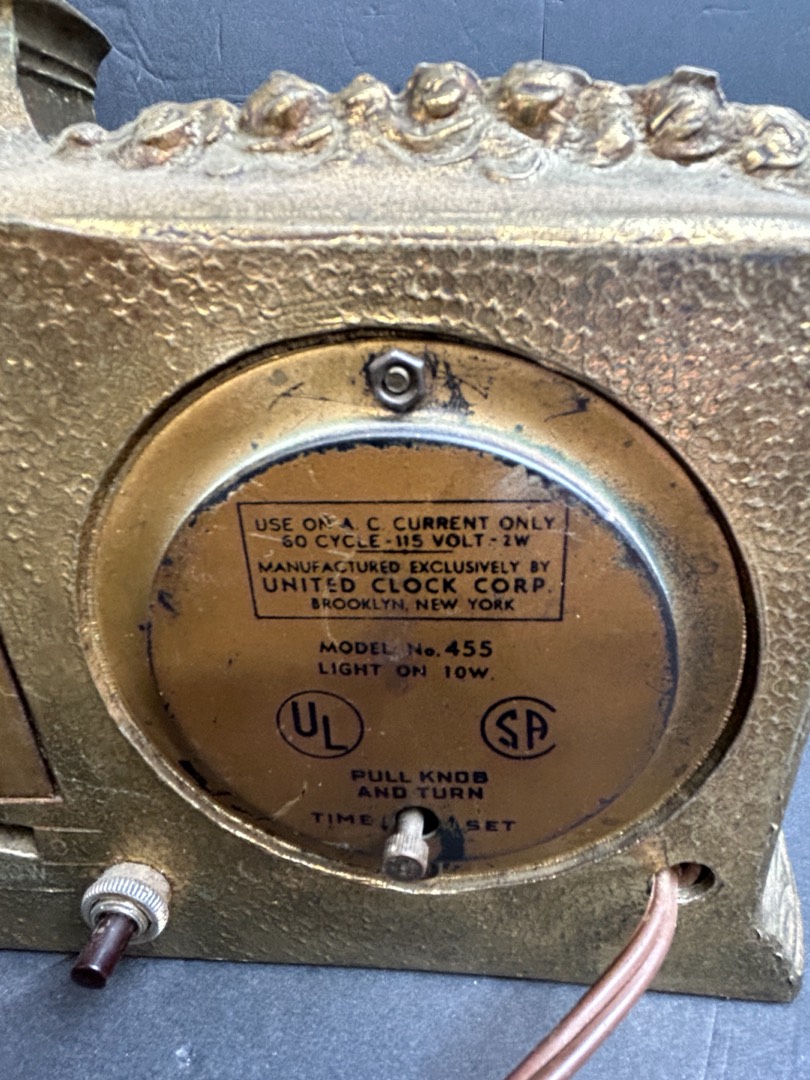 USE ON A. C. CURRENT ONLY
60 CYCLE - 115 VOLT - 2W
MANUFACTURED EXCLUSIVELY BY
UNITED CLOCK CORP.
BROOKLYN, NEW YORK
MODEL No. 455
LIGHT ON 10W.
UL
SA
PULL KNOB
AND TURN
TIME SET